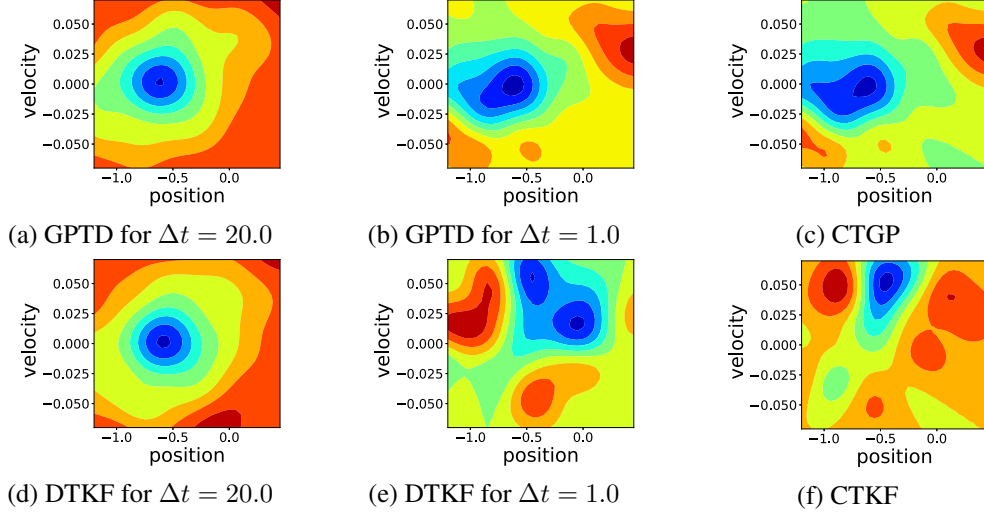 0.050
0.025
0.000
−0.025
−0.050
velocity
−1.0 −0.5 0.0
position
(a) GPTD for Δt = 20.0
0.050
0.025
0.000
−0.025
−0.050
velocity
−1.0 −0.5 0.0
position
(b) GPTD for Δt = 1.0
0.050
0.025
0.000
−0.025
−0.050
velocity
−1.0 −0.5 0.0
position
(c) CTGP
0.050
0.025
0.000
−0.025
−0.050
velocity
−1.0 −0.5 0.0
position
(d) DTKF for Δt = 20.0
0.050
0.025
0.000
−0.025
−0.050
velocity
−1.0 −0.5 0.0
position
(e) DTKF for Δt = 1.0
0.050
0.025
0.000
−0.025
−0.050
velocity
−1.0 −0.5 0.0
position
(f) CTKF